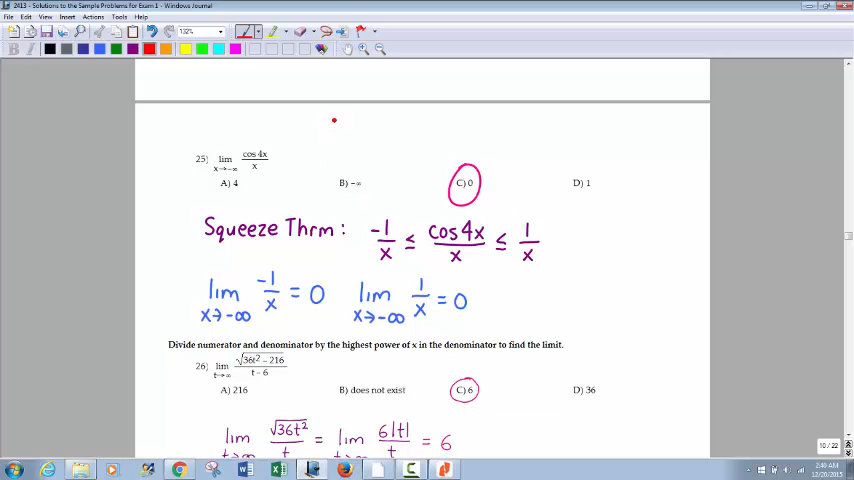 2413 - Solutions to the Sample Problems for Exam 1 - Windows Journal
File Edit View Insert Actions Tools Help
132%
B I
25) lim x→-∞ cos 4x / x
A) 4 B) -∞ C) 0 D) 1
Squeeze Thrm : -1/x ≤ cos4x/x ≤ 1/x
lim x→-∞ -1/x = 0 lim x→-∞ 1/x = 0
Divide numerator and denominator by the highest power of x in the denominator to find the limit.
26) lim t→∞ √36t² - 216 / t - 6
A) 216 B) does not exist C) 6 D) 36
lim t→∞ √36t² / t = lim t→∞ 6|t| / t = 6
10 / 22
2:40 AM
12/20/2015